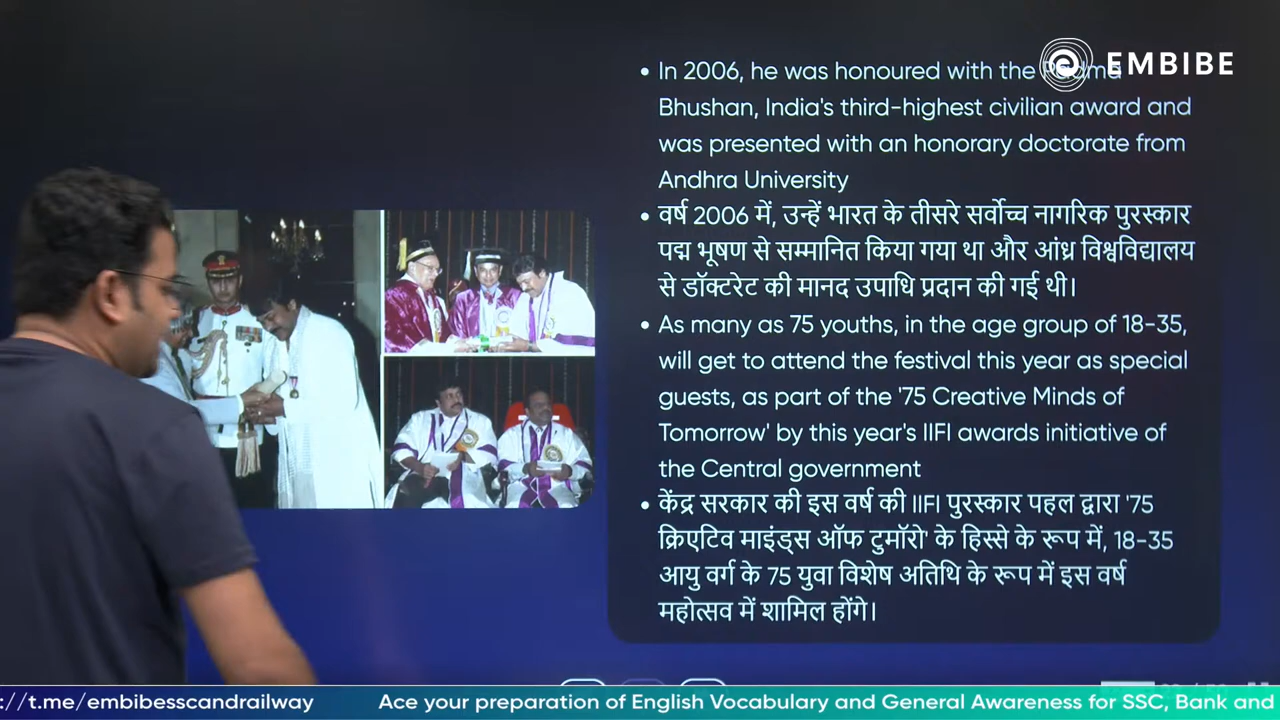 EMBIBE
• In 2006, he was honoured with the Padma
Bhushan, India's third-highest civilian award and
was presented with an honorary doctorate from
Andhra University
• वर्ष 2006 में, उन्हें भारत के तीसरे सर्वोच्च नागरिक पुरस्कार
पद्म भूषण से सम्मानित किया गया था और आंध्र विश्वविद्यालय
से डॉक्टरेट की मानद उपाधि प्रदान की गई थी।
• As many as 75 youths, in the age group of 18-35,
will get to attend the festival this year as special
guests, as part of the '75 Creative Minds of
Tomorrow' by this year's IIFI awards initiative of
the Central government
• केंद्र सरकार की इस वर्ष की IIFI पुरस्कार पहल द्वारा '75
क्रिएटिव माइंड्स ऑफ टुमॉरो' के हिस्से के रूप में, 18-35
आयु वर्ग के 75 युवा विशेष अतिथि के रूप में इस वर्ष
महोत्सव में शामिल होंगे।
://t.me/embibesscandrailway Ace your preparation of English Vocabulary and General Awareness for SSC, Bank and